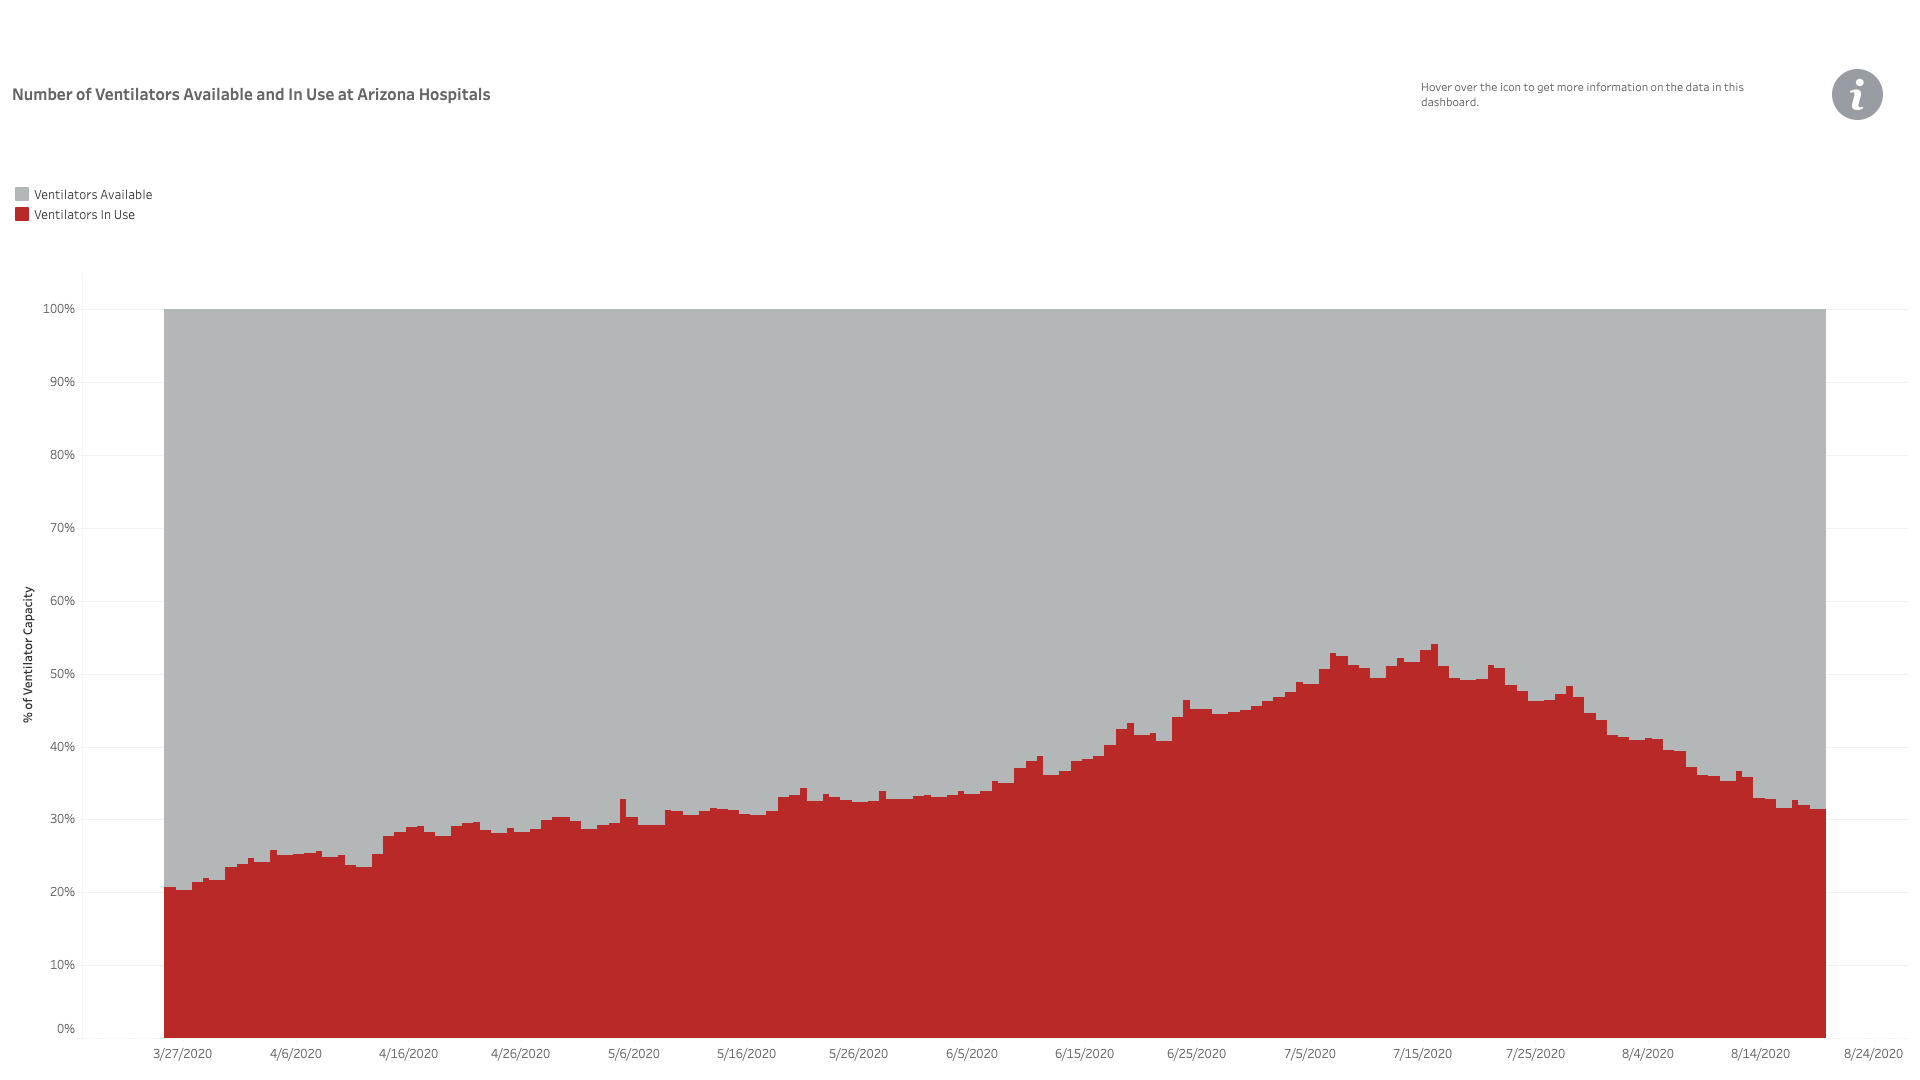 Number of Ventilators Available and In Use at Arizona Hospitals
Hover over the icon to get more information on the data in this
dashboard.
i
Ventilators Available
Ventilators In Use
% of Ventilator Capacity
100%
90%
80%
70%
60%
50%
40%
30%
20%
10%
0%
3/27/2020 4/6/2020 4/16/2020 4/26/2020 5/6/2020 5/16/2020 5/26/2020 6/5/2020 6/15/2020 6/25/2020 7/5/2020 7/15/2020 7/25/2020 8/4/2020 8/14/2020 8/24/2020